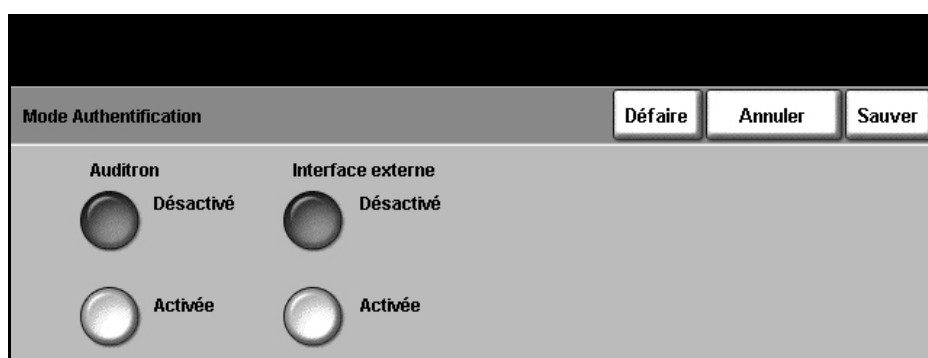 Mode Authentification
Défaire
Annuler
Sauver
Auditron
Interface externe
Désactivé
Désactivé
Activée
Activée